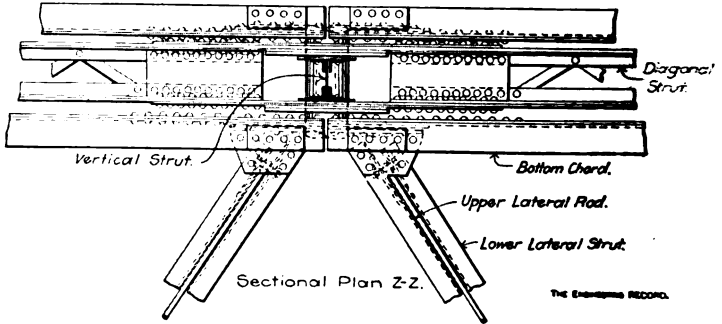 Diagonal
Strut.
Vertical Strut.
Bottom Chord.
Upper Lateral Rod.
Lower Lateral Strut.
Sectional Plan Z-Z.
THE ENGINEERING RECORD.